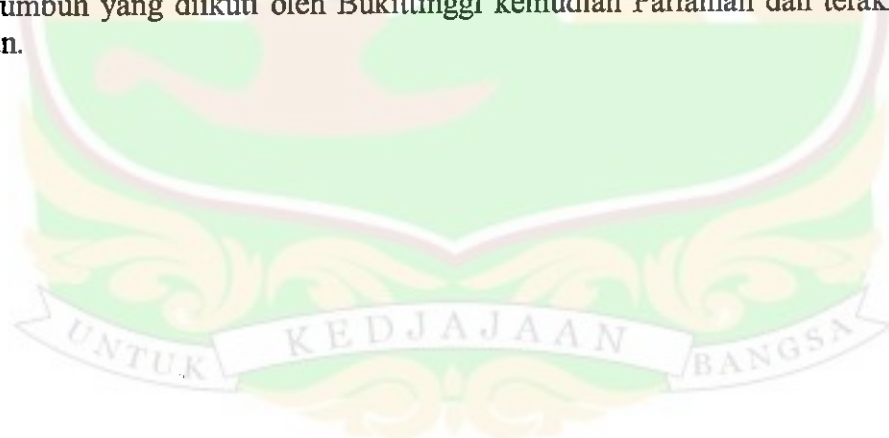 umbuh yang diikuti oleh Bukittinggi kemudian Pariaman dan terak
n.
UNTUK KEDJAJAAN BANGSA